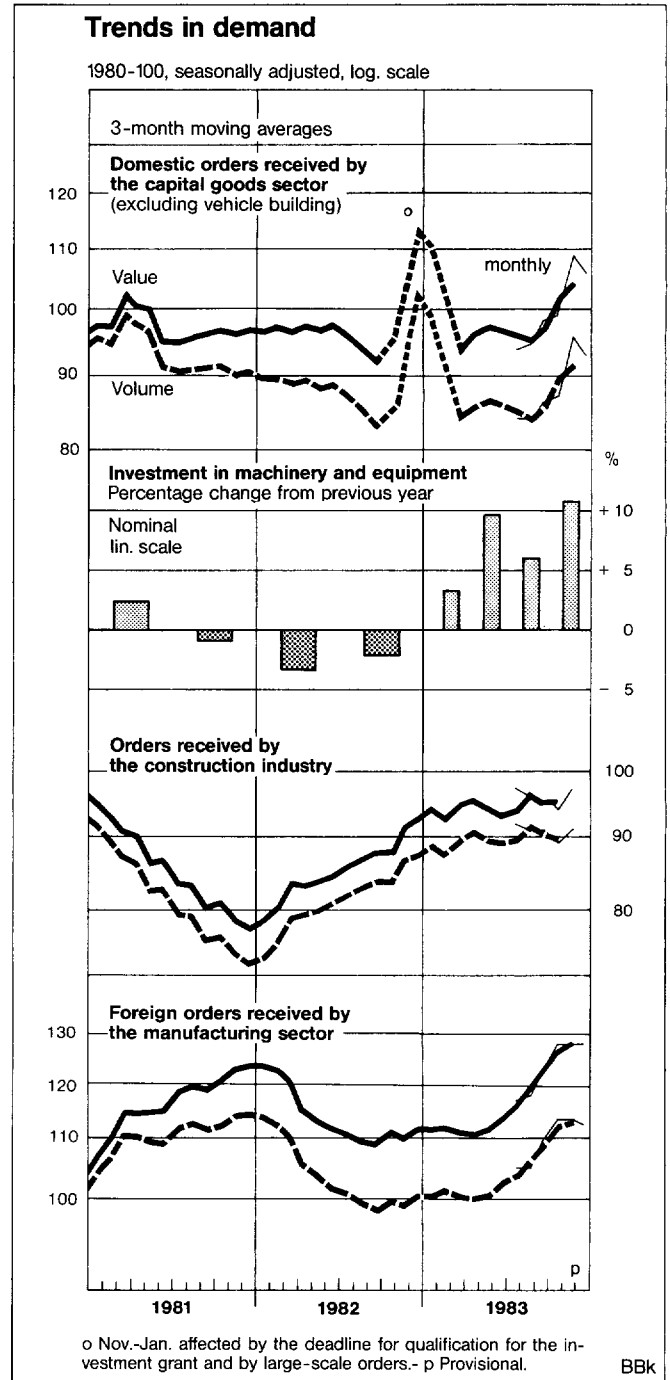 Trends in demand
1980-100, seasonally adjusted, log. scale
3-month moving averages
Domestic orders received by
the capital goods sector
(excluding vehicle building)
120
o
110
monthly
Value
100
90
Volume
80
%
Investment in machinery and equipment
Percentage change from previous year
Nominal
lin. scale
+ 10
+ 5
0
- 5
Orders received by
the construction industry
100
90
80
Foreign orders received by
the manufacturing sector
130
120
110
100
p
1981 1982 1983
o Nov.-Jan. affected by the deadline for qualification for the in-
vestment grant and by large-scale orders.- p Provisional.
BBk